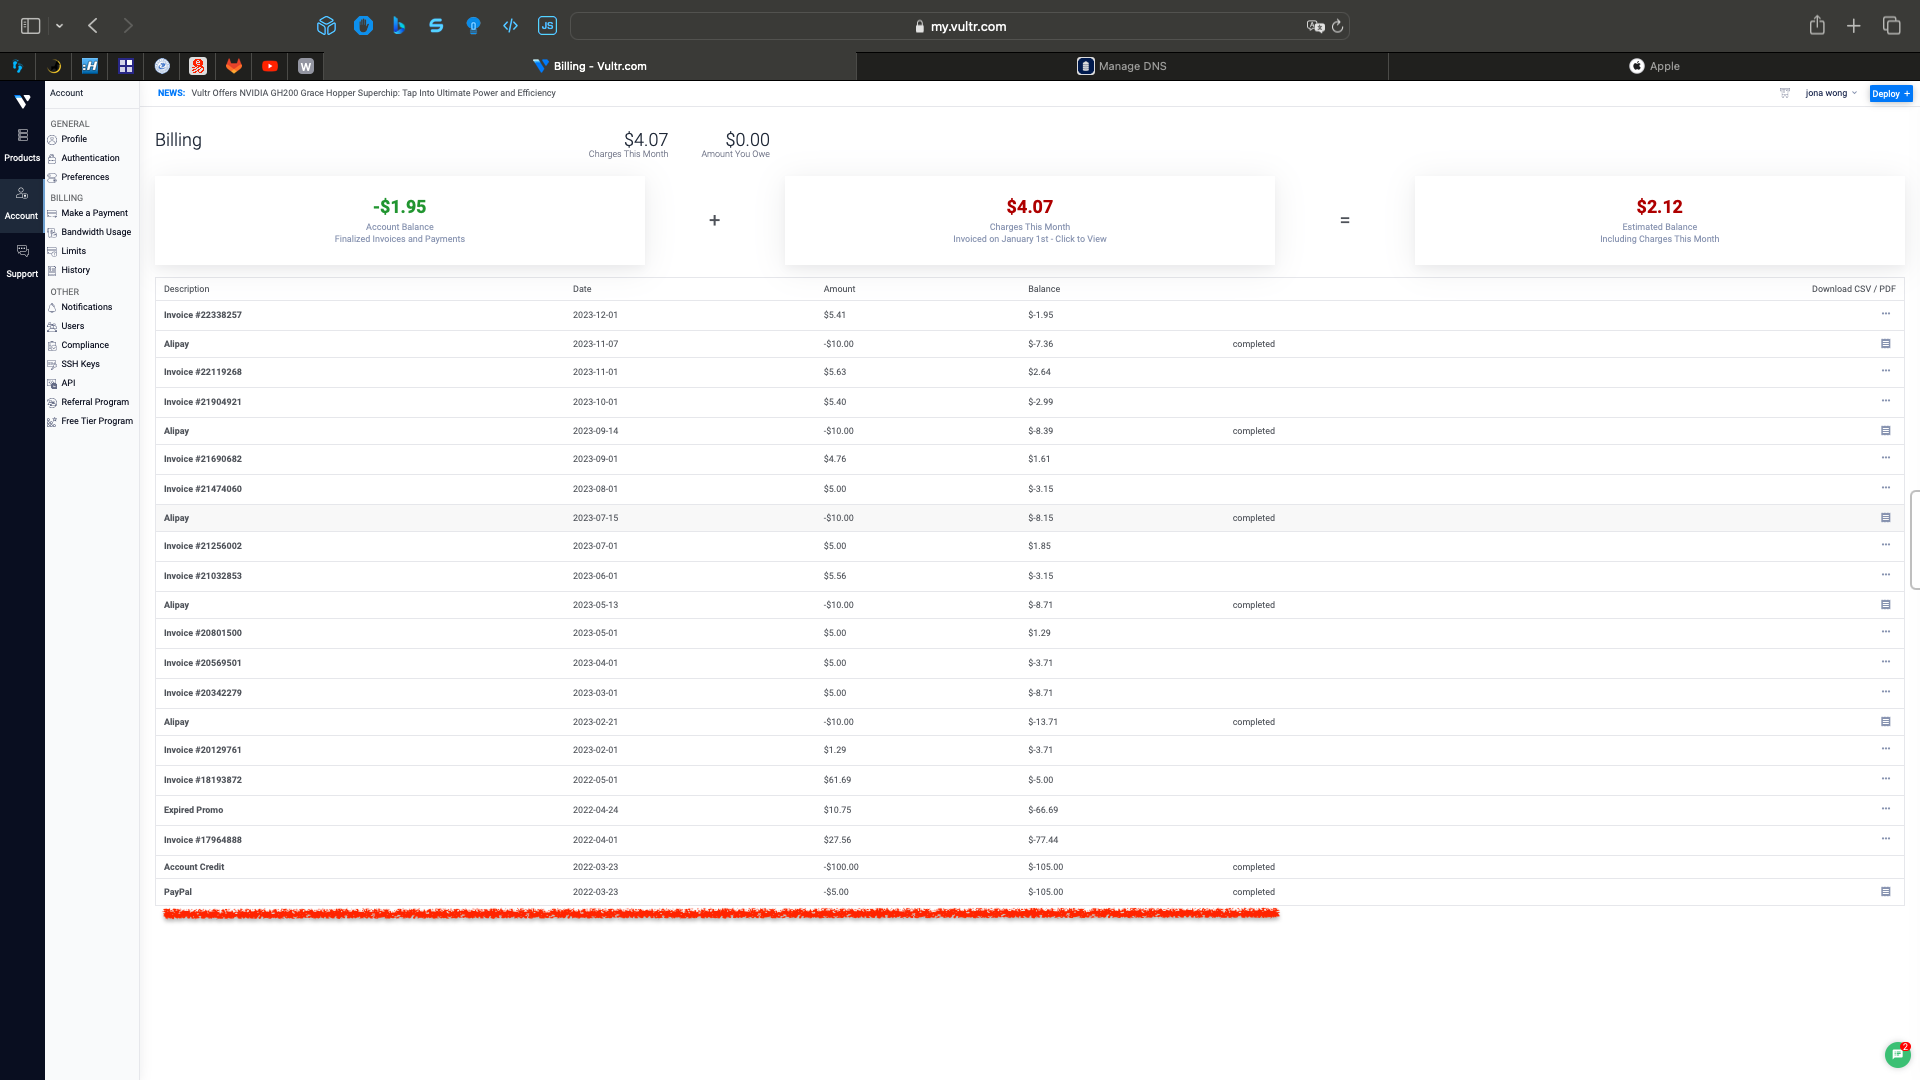 my.vultr.com
JS
W
Billing - Vultr.com
Manage DNS
Apple
Account
NEWS: Vultr Offers NVIDIA GH200 Grace Hopper Superchip: Tap Into Ultimate Power and Efficiency
jona wong
Deploy +
Products
Account
Support
GENERAL
Profile
Authentication
Preferences
BILLING
Make a Payment
Bandwidth Usage
Limits
History
OTHER
Notifications
Users
Compliance
SSH Keys
API
Referral Program
Free Tier Program
Billing
$4.07
Charges This Month
$0.00
Amount You Owe
-$1.95
Account Balance
Finalized Invoices and Payments
+
$4.07
Charges This Month
Invoiced on January 1st - Click to View
=
$2.12
Estimated Balance
Including Charges This Month
Description Date Amount Balance Download CSV / PDF
Invoice #22338257 2023-12-01 $5.41 $-1.95
Alipay 2023-11-07 -$10.00 $-7.36 completed
Invoice #22119268 2023-11-01 $5.63 $2.64
Invoice #21904921 2023-10-01 $5.40 $-2.99
Alipay 2023-09-14 -$10.00 $-8.39 completed
Invoice #21690682 2023-09-01 $4.76 $1.61
Invoice #21474060 2023-08-01 $5.00 $-3.15
Alipay 2023-07-15 -$10.00 $-8.15 completed
Invoice #21256002 2023-07-01 $5.00 $1.85
Invoice #21032853 2023-06-01 $5.56 $-3.15
Alipay 2023-05-13 -$10.00 $-8.71 completed
Invoice #20801500 2023-05-01 $5.00 $1.29
Invoice #20569501 2023-04-01 $5.00 $-3.71
Invoice #20342279 2023-03-01 $5.00 $-8.71
Alipay 2023-02-21 -$10.00 $-13.71 completed
Invoice #20129761 2023-02-01 $1.29 $-3.71
Invoice #18193872 2022-05-01 $61.69 $-5.00
Expired Promo 2022-04-24 $10.75 $-66.69
Invoice #17964888 2022-04-01 $27.56 $-77.44
Account Credit 2022-03-23 -$100.00 $-105.00 completed
PayPal 2022-03-23 -$5.00 $-105.00 completed
2